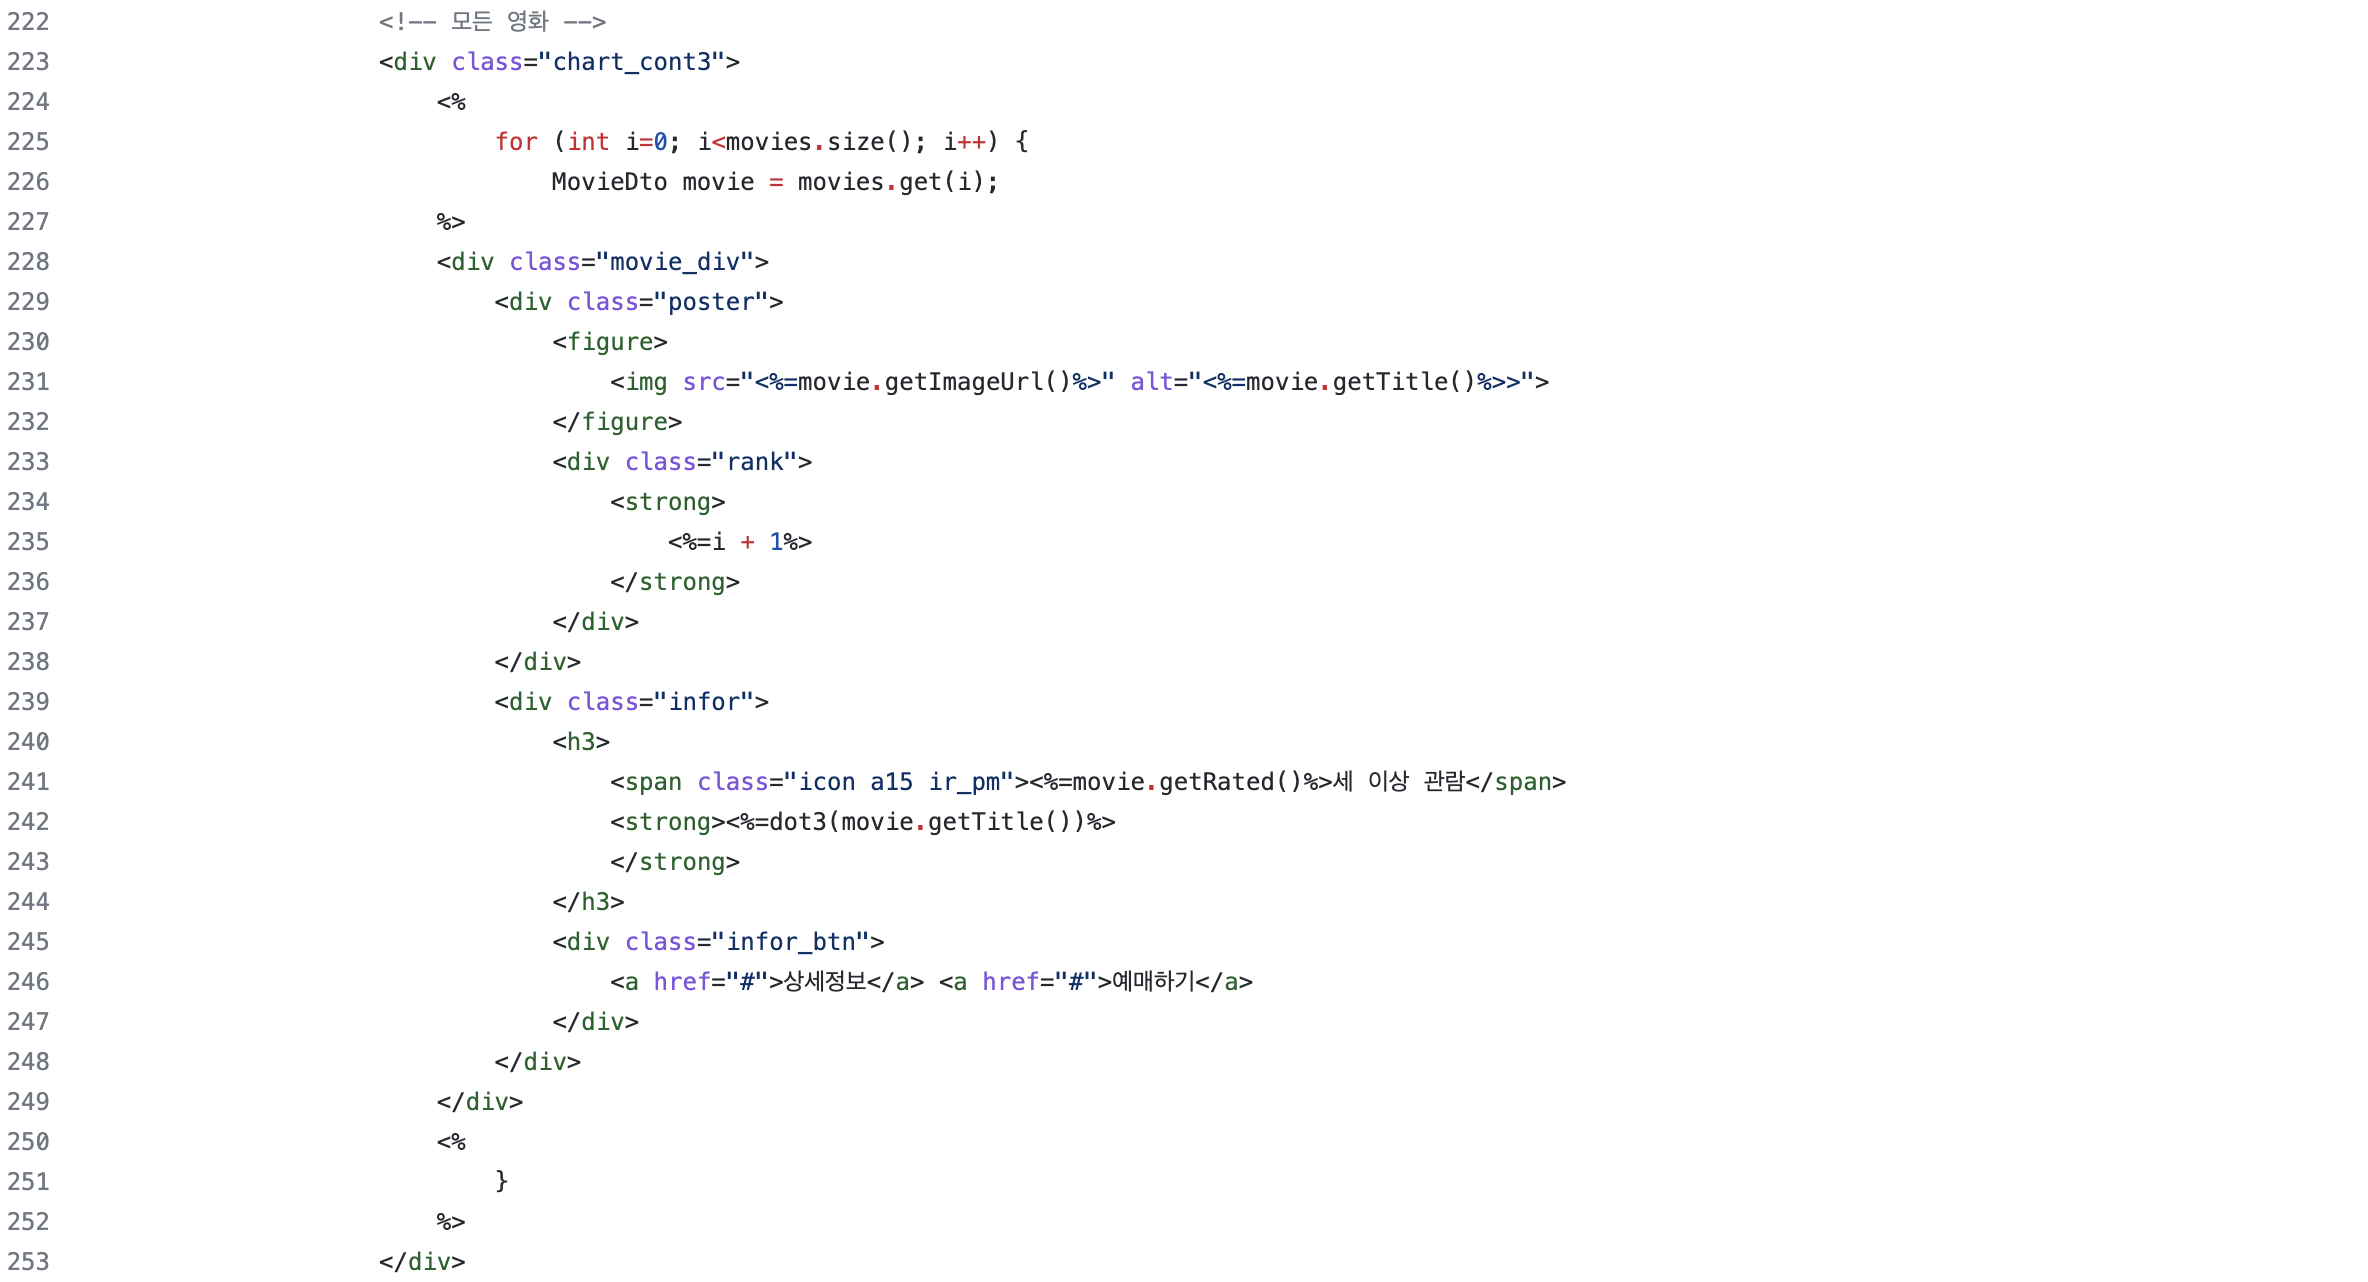 222 <!-- 모든 영화 -->
223 <div class="chart_cont3">
224 <%
225 for (int i=0; i<movies.size(); i++) {
226 MovieDto movie = movies.get(i);
227 %>
228 <div class="movie_div">
229 <div class="poster">
230 <figure>
231 <img src="<%=movie.getImageUrl()%>" alt="<%=movie.getTitle()%>>">
232 </figure>
233 <div class="rank">
234 <strong>
235 <%=i + 1%>
236 </strong>
237 </div>
238 </div>
239 <div class="infor">
240 <h3>
241 <span class="icon a15 ir_pm"><%=movie.getRated()%>세 이상 관람</span>
242 <strong><%=dot3(movie.getTitle())%>
243 </strong>
244 </h3>
245 <div class="infor_btn">
246 <a href="#">상세정보</a> <a href="#">예매하기</a>
247 </div>
248 </div>
249 </div>
250 <%
251 }
252 %>
253 </div>